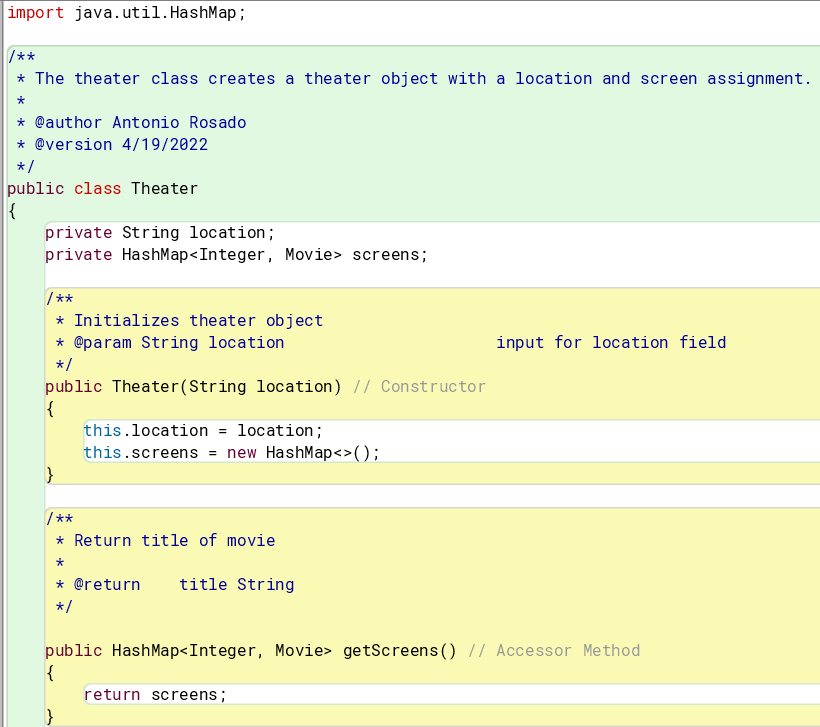 import java.util.HashMap;
/**
 * The theater class creates a theater object with a location and screen assignment.
 *
 * @author Antonio Rosado
 * @version 4/19/2022
 */
public class Theater
{
    private String location;
    private HashMap<Integer, Movie> screens;
    /**
     * Initializes theater object
     * @param String location                      input for location field
     */
    public Theater(String location) // Constructor
    {
        this.location = location;
        this.screens = new HashMap<>();
    }
    /**
     * Return title of movie
     *
     * @return    title String
     */
    public HashMap<Integer, Movie> getScreens() // Accessor Method
    {
        return screens;
    }